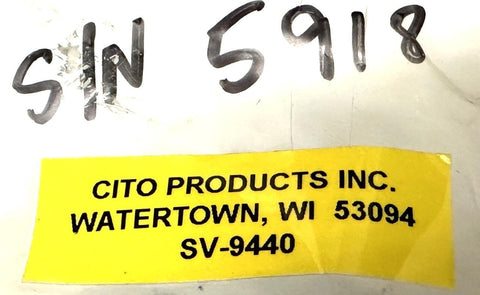 S/N 5918
CITO PRODUCTS INC.
WATERTOWN, WI 53094
SV-9440